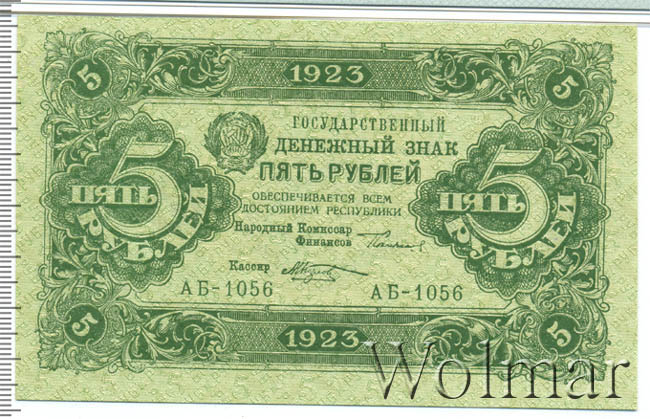 5 1923 5
ГОСУДАРСТВЕННЫЙ
ДЕНЕЖНЫЙ ЗНАК
ПЯТЬ РУБЛЕЙ
ОБЕСПЕЧИВАЕТСЯ ВСЕМ
ДОСТОЯНИЕМ РЕСПУБЛИКИ
Народный Комиссар
Финансов
Кассир
АБ-1056 АБ-1056
5
ПЯТЬ
РУБЛЕЙ
5
ПЯТЬ
РУБЛЕЙ
5 1923 5
Wolmar